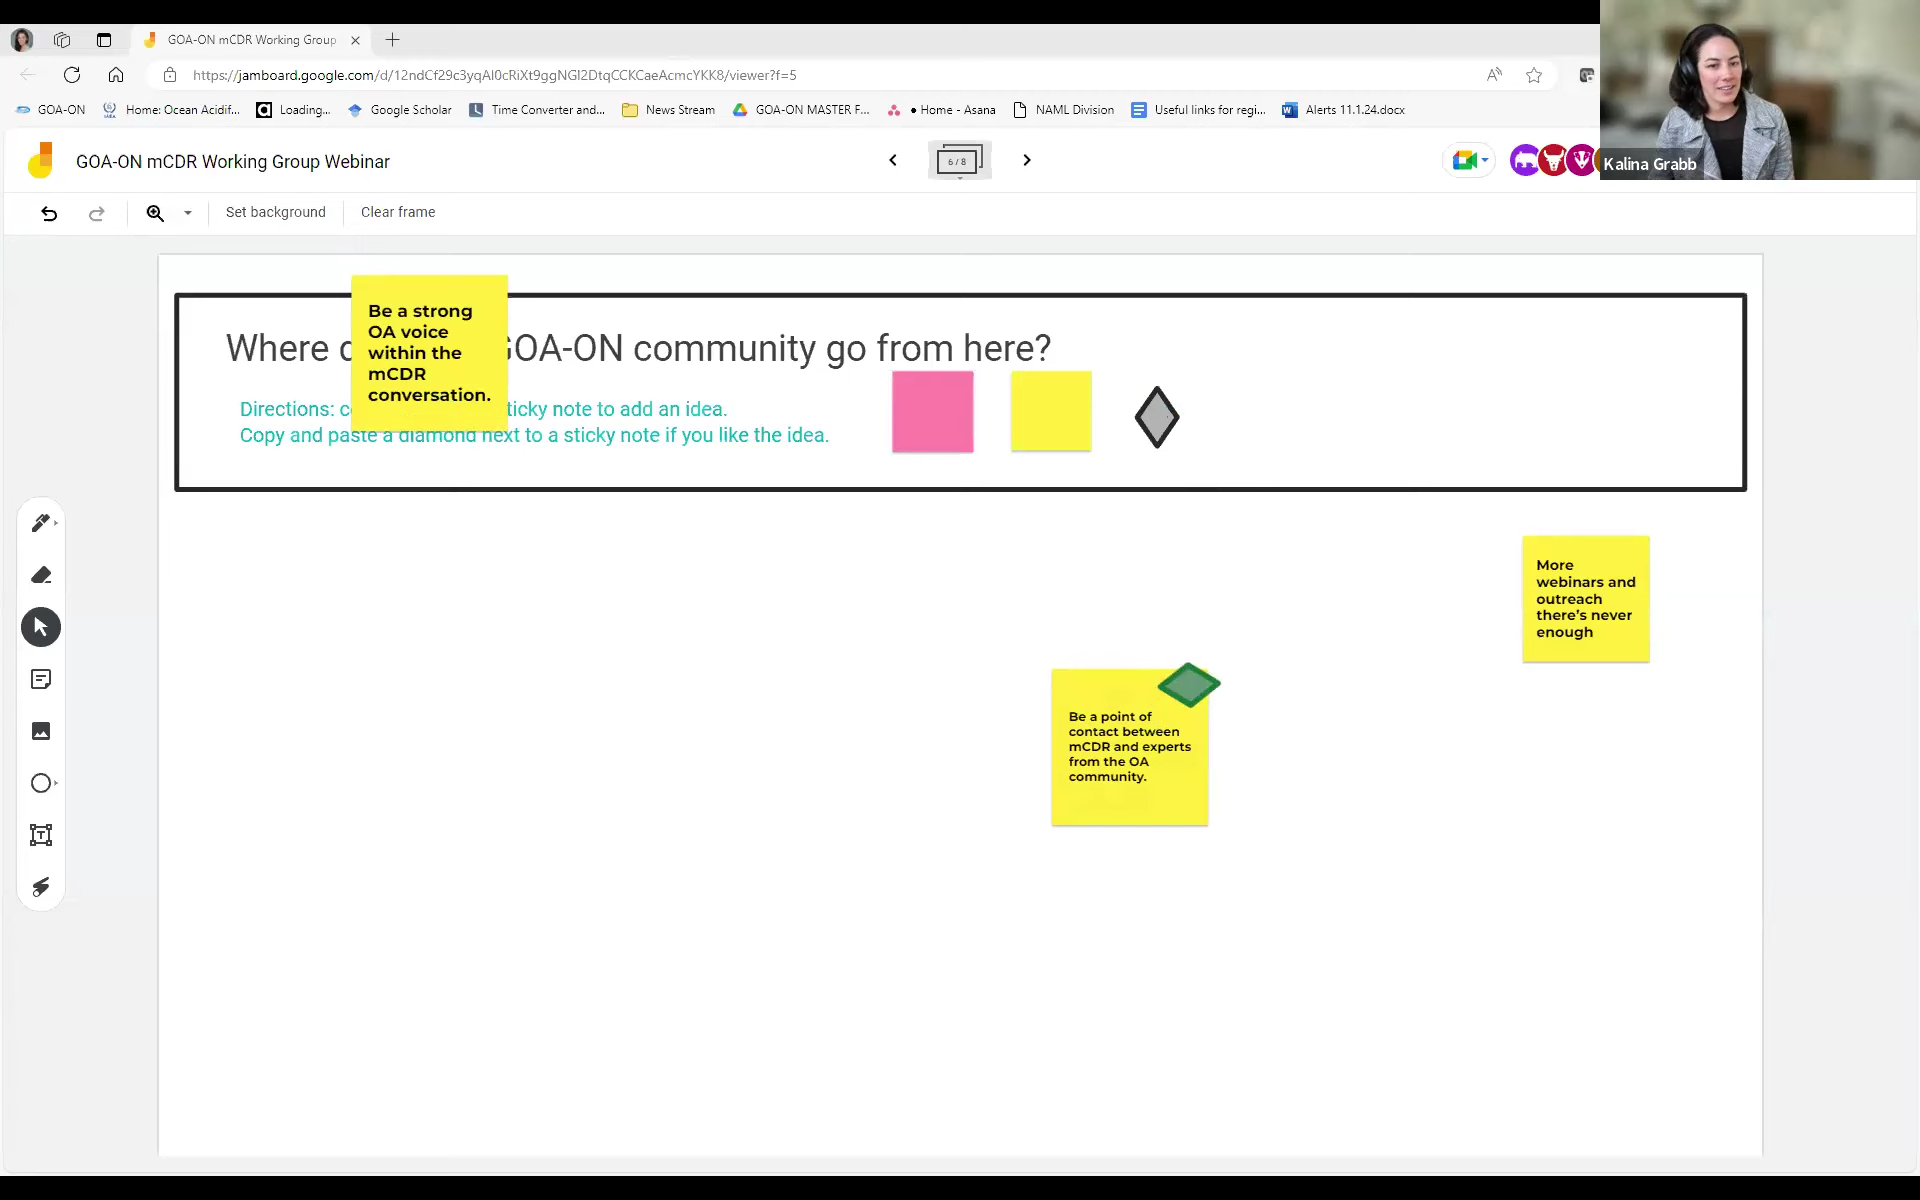 GOA-ON mCDR Working Group
https://jamboard.google.com/d/12ndCf29c3yqAI0cRiXt9ggNGI2DtqCCKCaeAcmcYKK8/viewer?f=5
GOA-ON
Home: Ocean Acidif...
Loading...
Google Scholar
Time Converter and...
News Stream
GOA-ON MASTER F...
• Home - Asana
NAML Division
Useful links for regi...
Alerts 11.1.24.docx
Kalina Grabb
GOA-ON mCDR Working Group Webinar
6 / 8
Set background
Clear frame
Be a strong
OA voice
within the
mCDR
conversation.
Where GOA-ON community go from here?
Directions: sticky note to add an idea.
Copy and paste a diamond next to a sticky note if you like the idea.
More
webinars and
outreach
there's never
enough
Be a point of
contact between
mCDR and experts
from the OA
community.